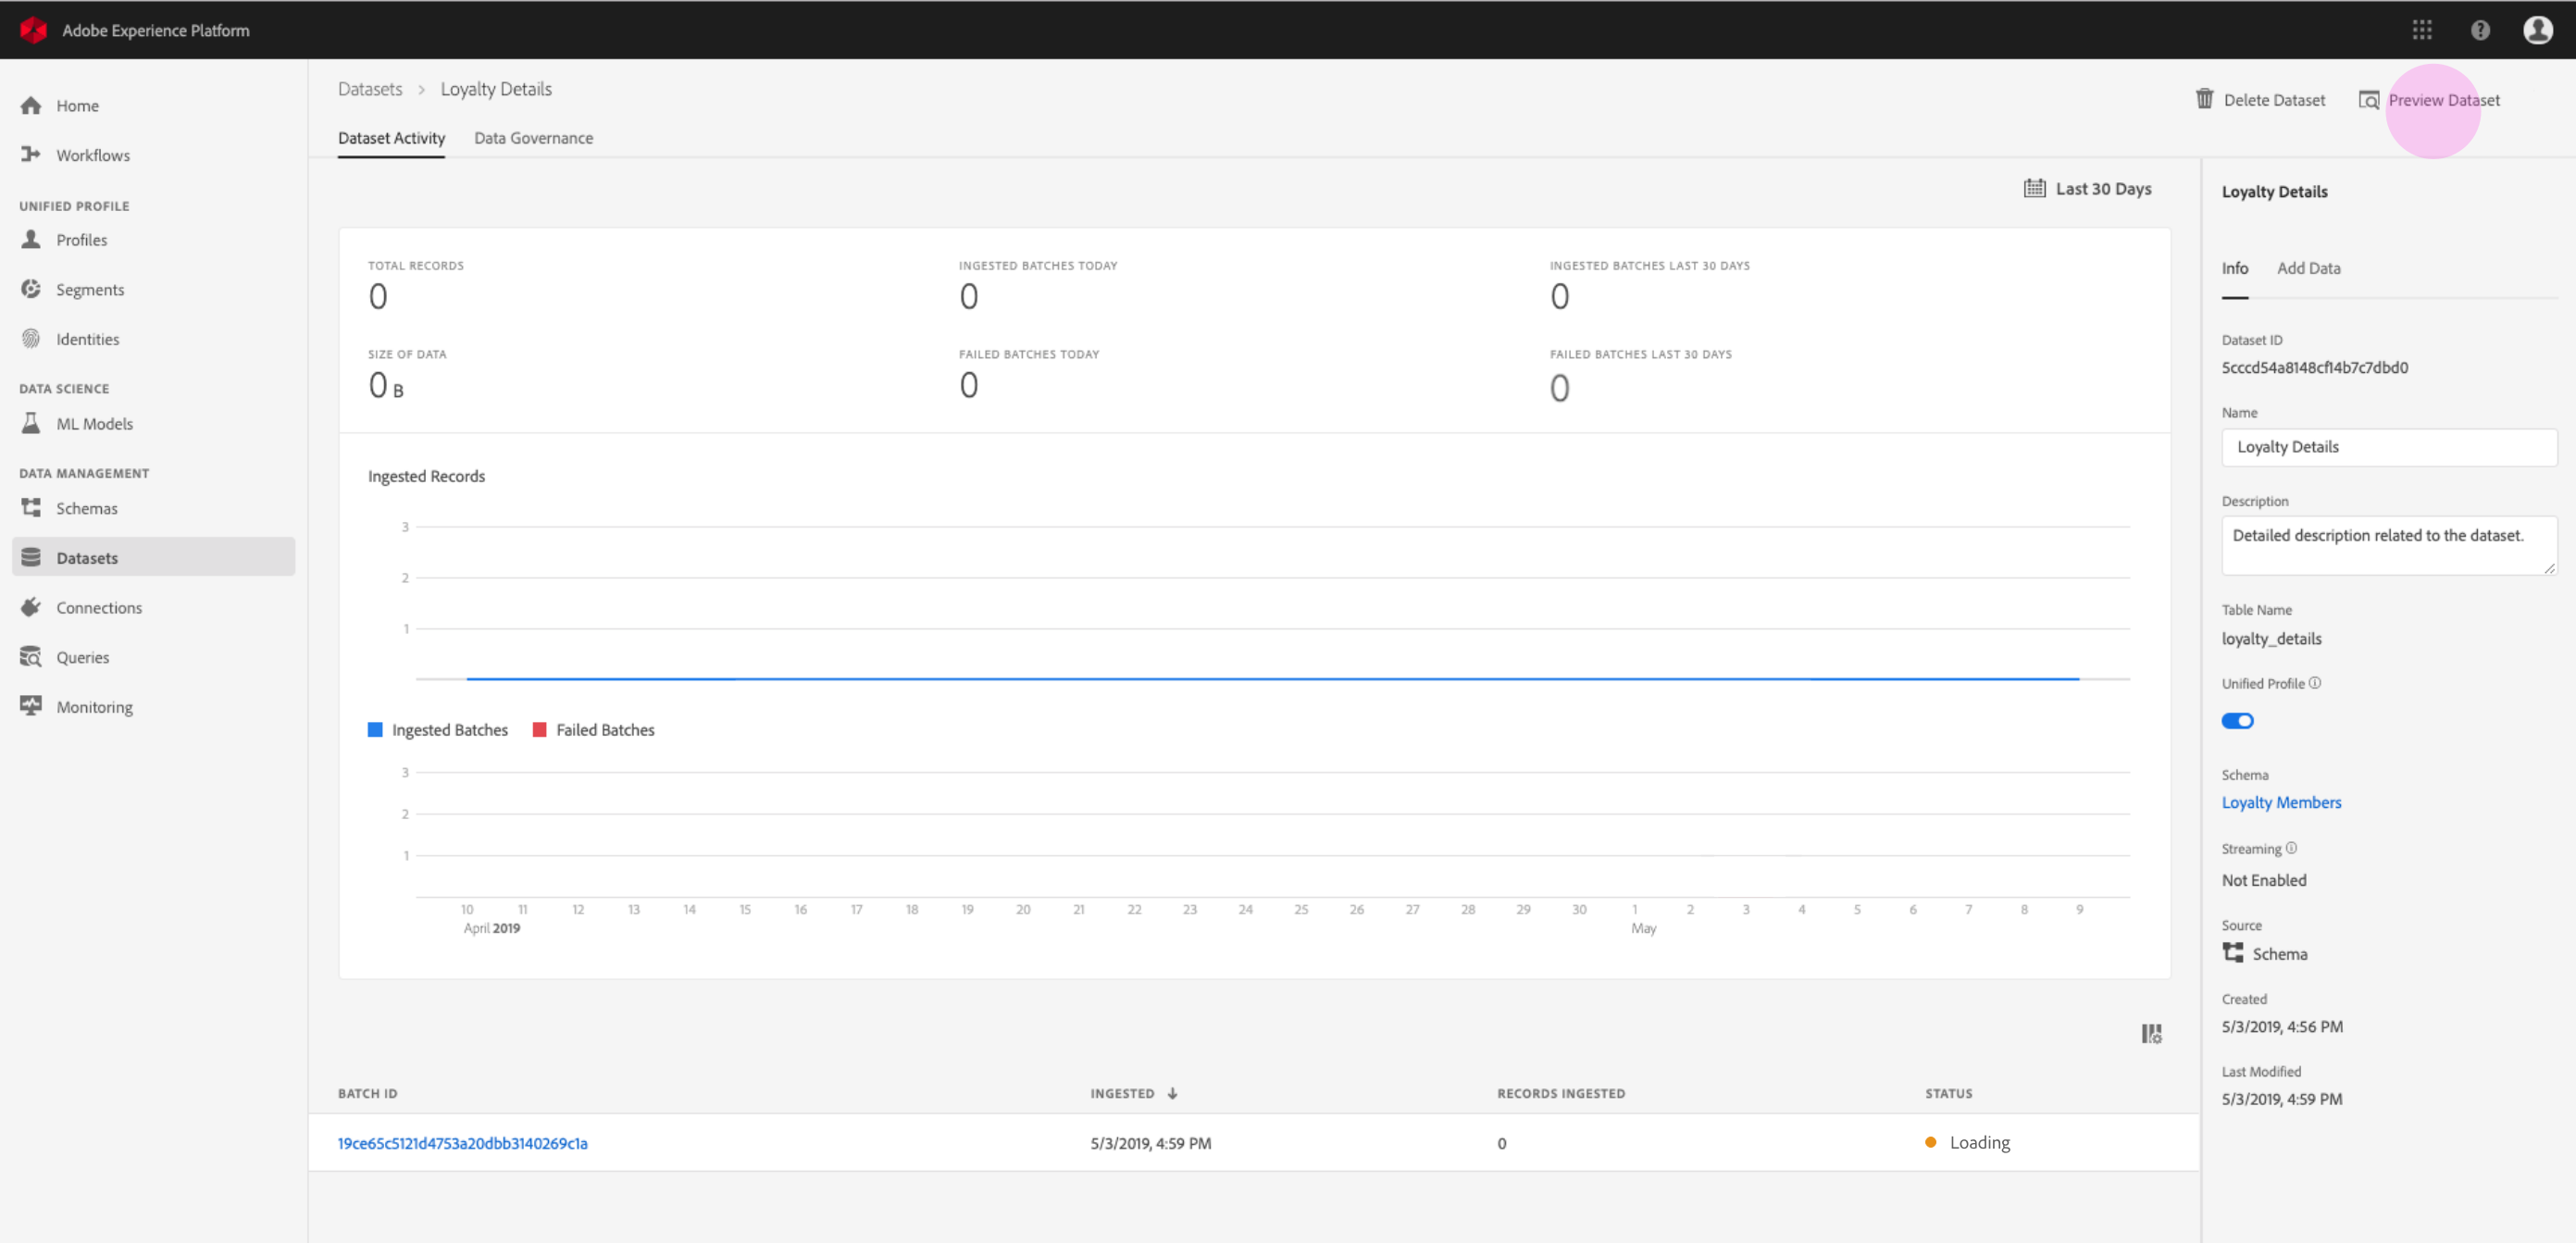 Adobe Experience Platform
Home
Workflows
UNIFIED PROFILE
Profiles
Segments
Identities
DATA SCIENCE
ML Models
DATA MANAGEMENT
Schemas
Datasets
Connections
Queries
Monitoring
Datasets > Loyalty Details
Delete Dataset Preview Dataset
Dataset Activity Data Governance
Last 30 Days
TOTAL RECORDS INGESTED BATCHES TODAY INGESTED BATCHES LAST 30 DAYS
0 0 0
SIZE OF DATA FAILED BATCHES TODAY FAILED BATCHES LAST 30 DAYS
0 B 0 0
Ingested Records
3
2
1
Ingested Batches Failed Batches
3
2
1
10 11 12 13 14 15 16 17 18 19 20 21 22 23 24 25 26 27 28 29 30 1 2 3 4 5 6 7 8 9
April 2019 May
BATCH ID INGESTED ↓ RECORDS INGESTED STATUS
19ce65c5121d4753a20dbb3140269c1a 5/3/2019, 4:59 PM 0 Loading
Loyalty Details
Info Add Data
Dataset ID
5cccd54a8148cf14b7c7dbd0
Name
Loyalty Details
Description
Detailed description related to the dataset.
Table Name
loyalty_details
Unified Profile
Schema
Loyalty Members
Streaming
Not Enabled
Source
Schema
Created
5/3/2019, 4:56 PM
Last Modified
5/3/2019, 4:59 PM